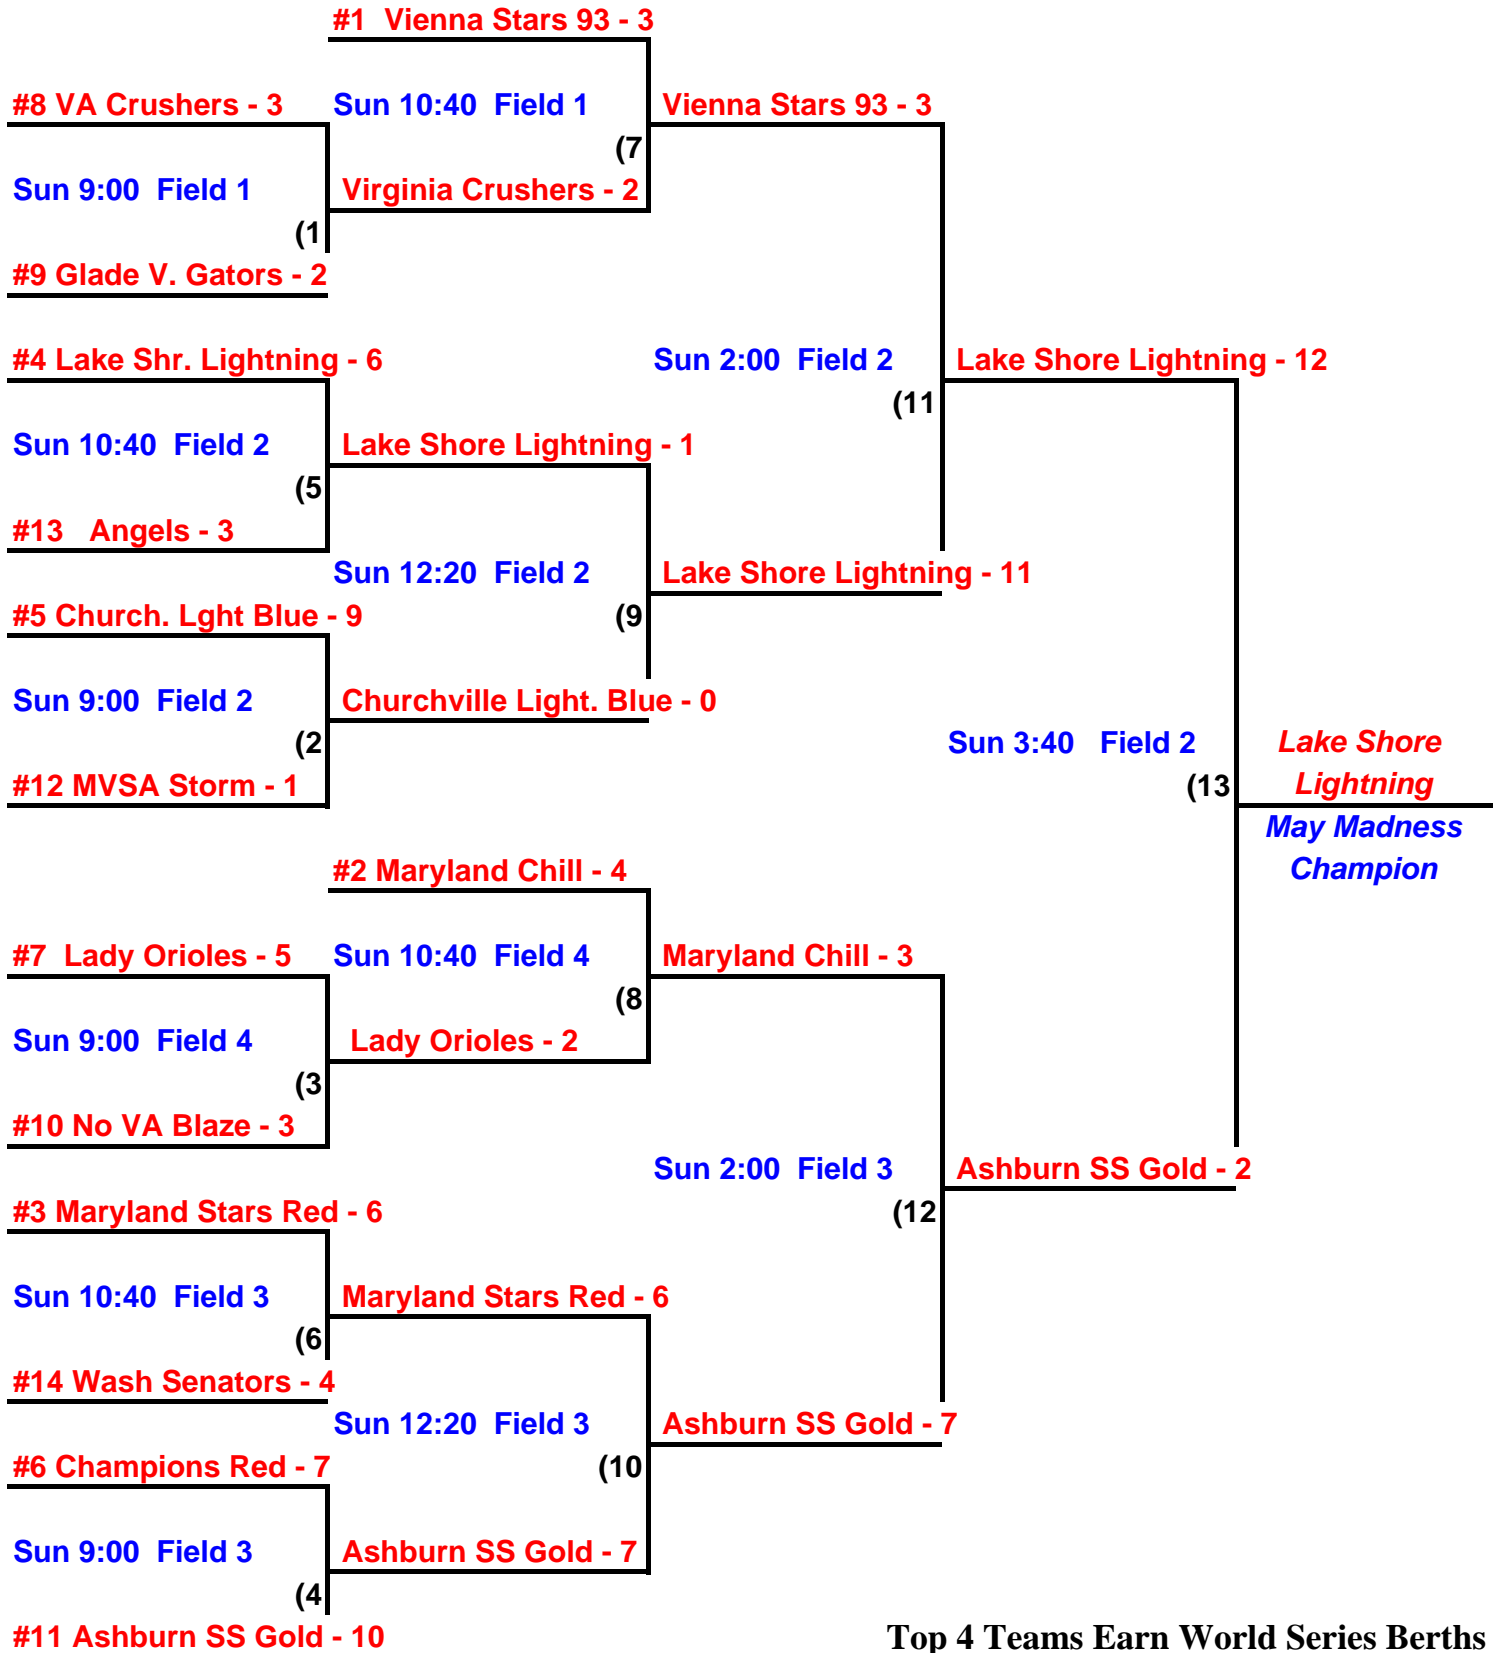 #1  Vienna Stars 93 - 3
#8 VA Crushers - 3
Sun 10:40  Field 1
Vienna Stars 93 - 3
(7
Sun 9:00  Field 1
Virginia Crushers - 2
(1
#9 Glade V. Gators - 2
#4 Lake Shr. Lightning - 6
Sun 2:00  Field 2
Lake Shore Lightning - 12
(11
Sun 10:40  Field 2
Lake Shore Lightning - 1
(5
#13   Angels - 3
Sun 12:20  Field 2
Lake Shore Lightning - 11
#5 Church. Lght Blue - 9
(9
Sun 9:00  Field 2
Churchville Light. Blue - 0
(2
Sun 3:40   Field 2
Lake Shore
#12 MVSA Storm - 1
(13
Lightning
May Madness
Champion
#2 Maryland Chill - 4
#7  Lady Orioles - 5
Sun 10:40  Field 4
Maryland Chill - 3
(8
Sun 9:00  Field 4
Lady Orioles - 2
(3
#10 No VA Blaze - 3
Sun 2:00  Field 3
Ashburn SS Gold - 2
#3 Maryland Stars Red - 6
(12
Sun 10:40  Field 3
Maryland Stars Red - 6
(6
#14 Wash Senators - 4
Sun 12:20  Field 3
Ashburn SS Gold - 7
#6 Champions Red - 7
(10
Sun 9:00  Field 3
Ashburn SS Gold - 7
(4
#11 Ashburn SS Gold - 10
Top 4 Teams Earn World Series Berths